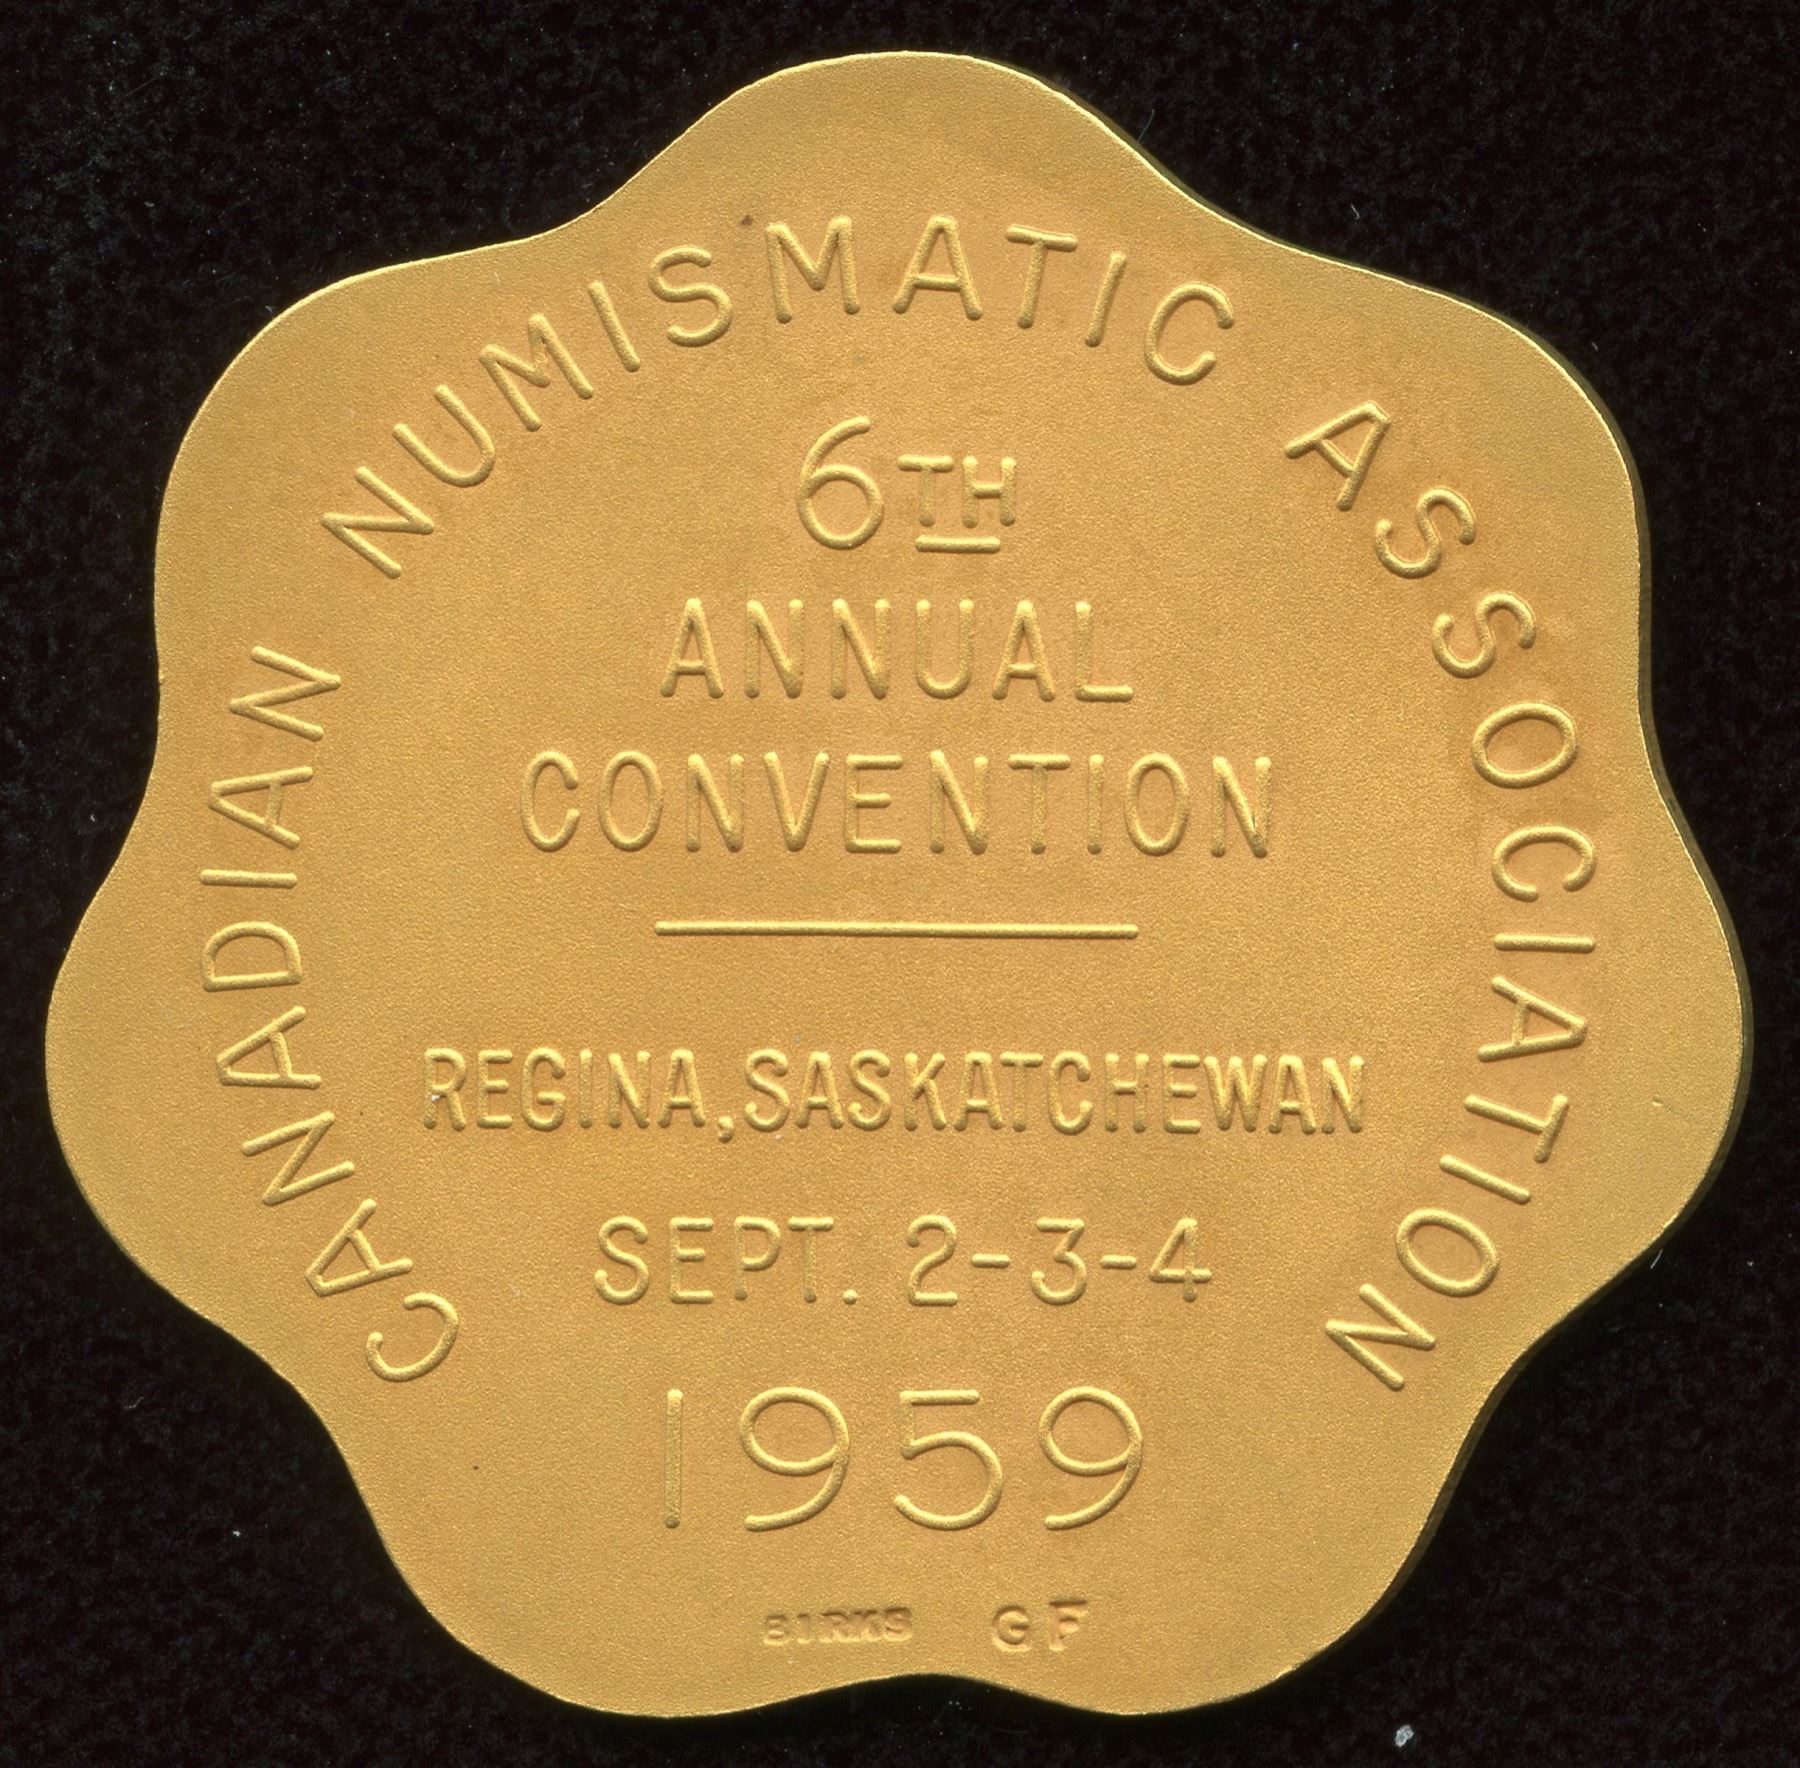 CANADIAN NUMISMATIC ASSOCIATION
6TH
ANNUAL
CONVENTION
REGINA, SASKATCHEWAN
SEPT. 2-3-4
1959
BIRKS GF